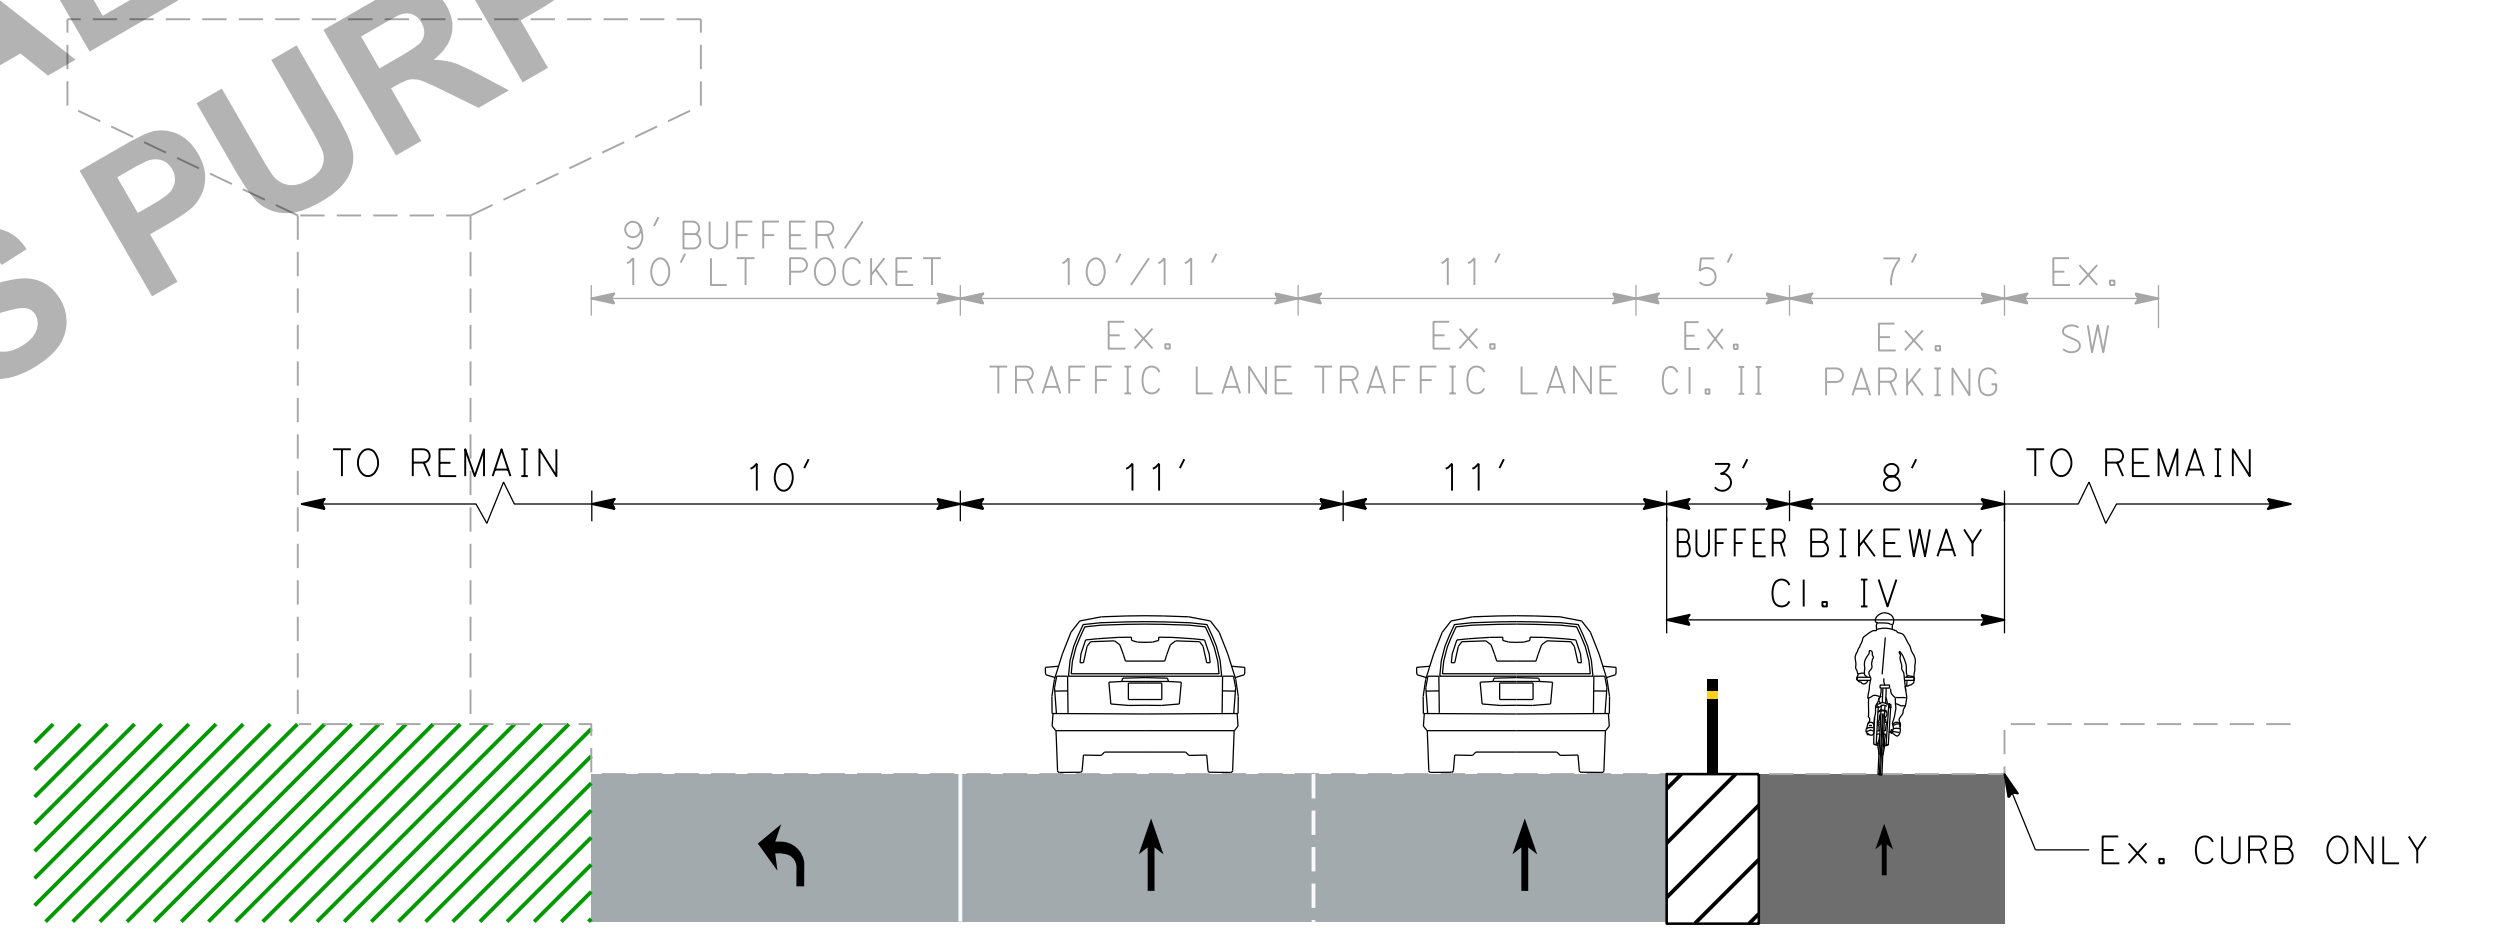 S PURP
9' BUFFER/
10' LT POCKET
10'/11'
11'
5'
7'
Ex.
Ex.
TRAFFIC LANE
Ex.
TRAFFIC LANE
Ex.
Cl. II
Ex.
PARKING
SW
TO REMAIN
10'
11'
11'
3'
8'
TO REMAIN
BUFFER BIKEWAY
Cl. IV
Ex. CURB ONLY